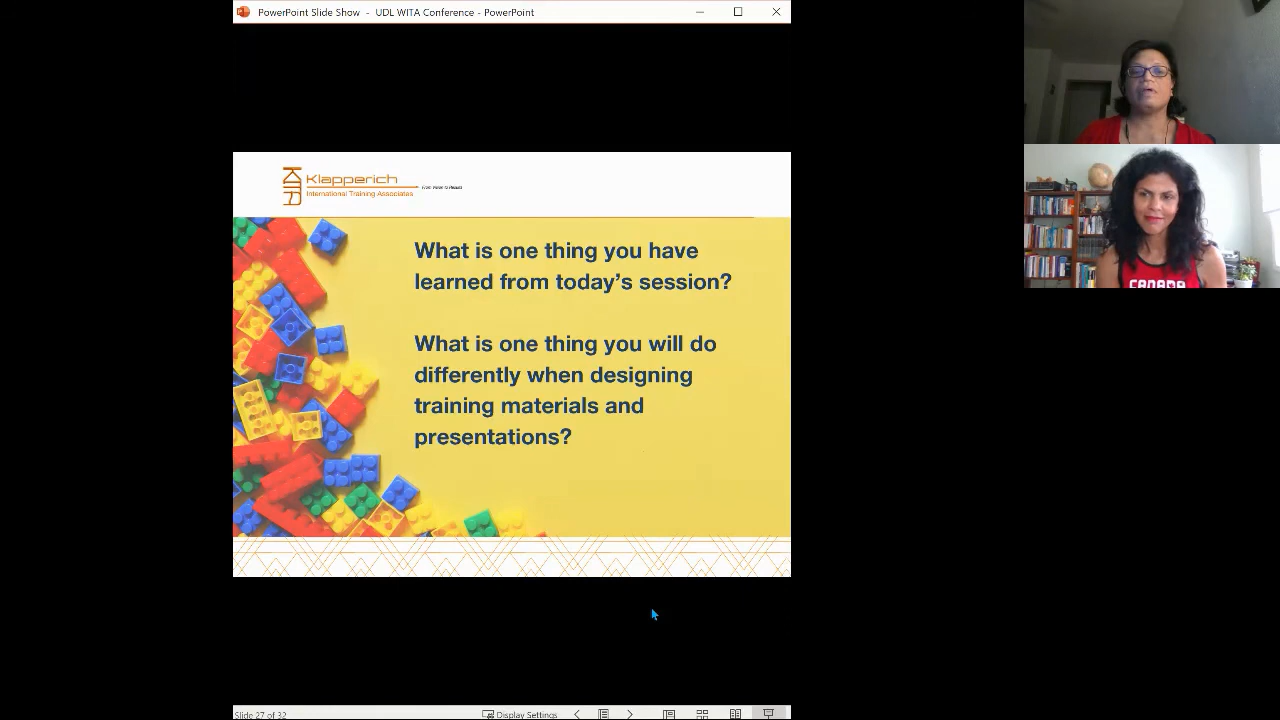 PowerPoint Slide Show - UDL WITA Conference - PowerPoint
KITA
Klapperich
International Training Associates
What is one thing you have
learned from today's session?
What is one thing you will do
differently when designing
training materials and
presentations?
CANADA
Slide 27 of 32
Display Settings